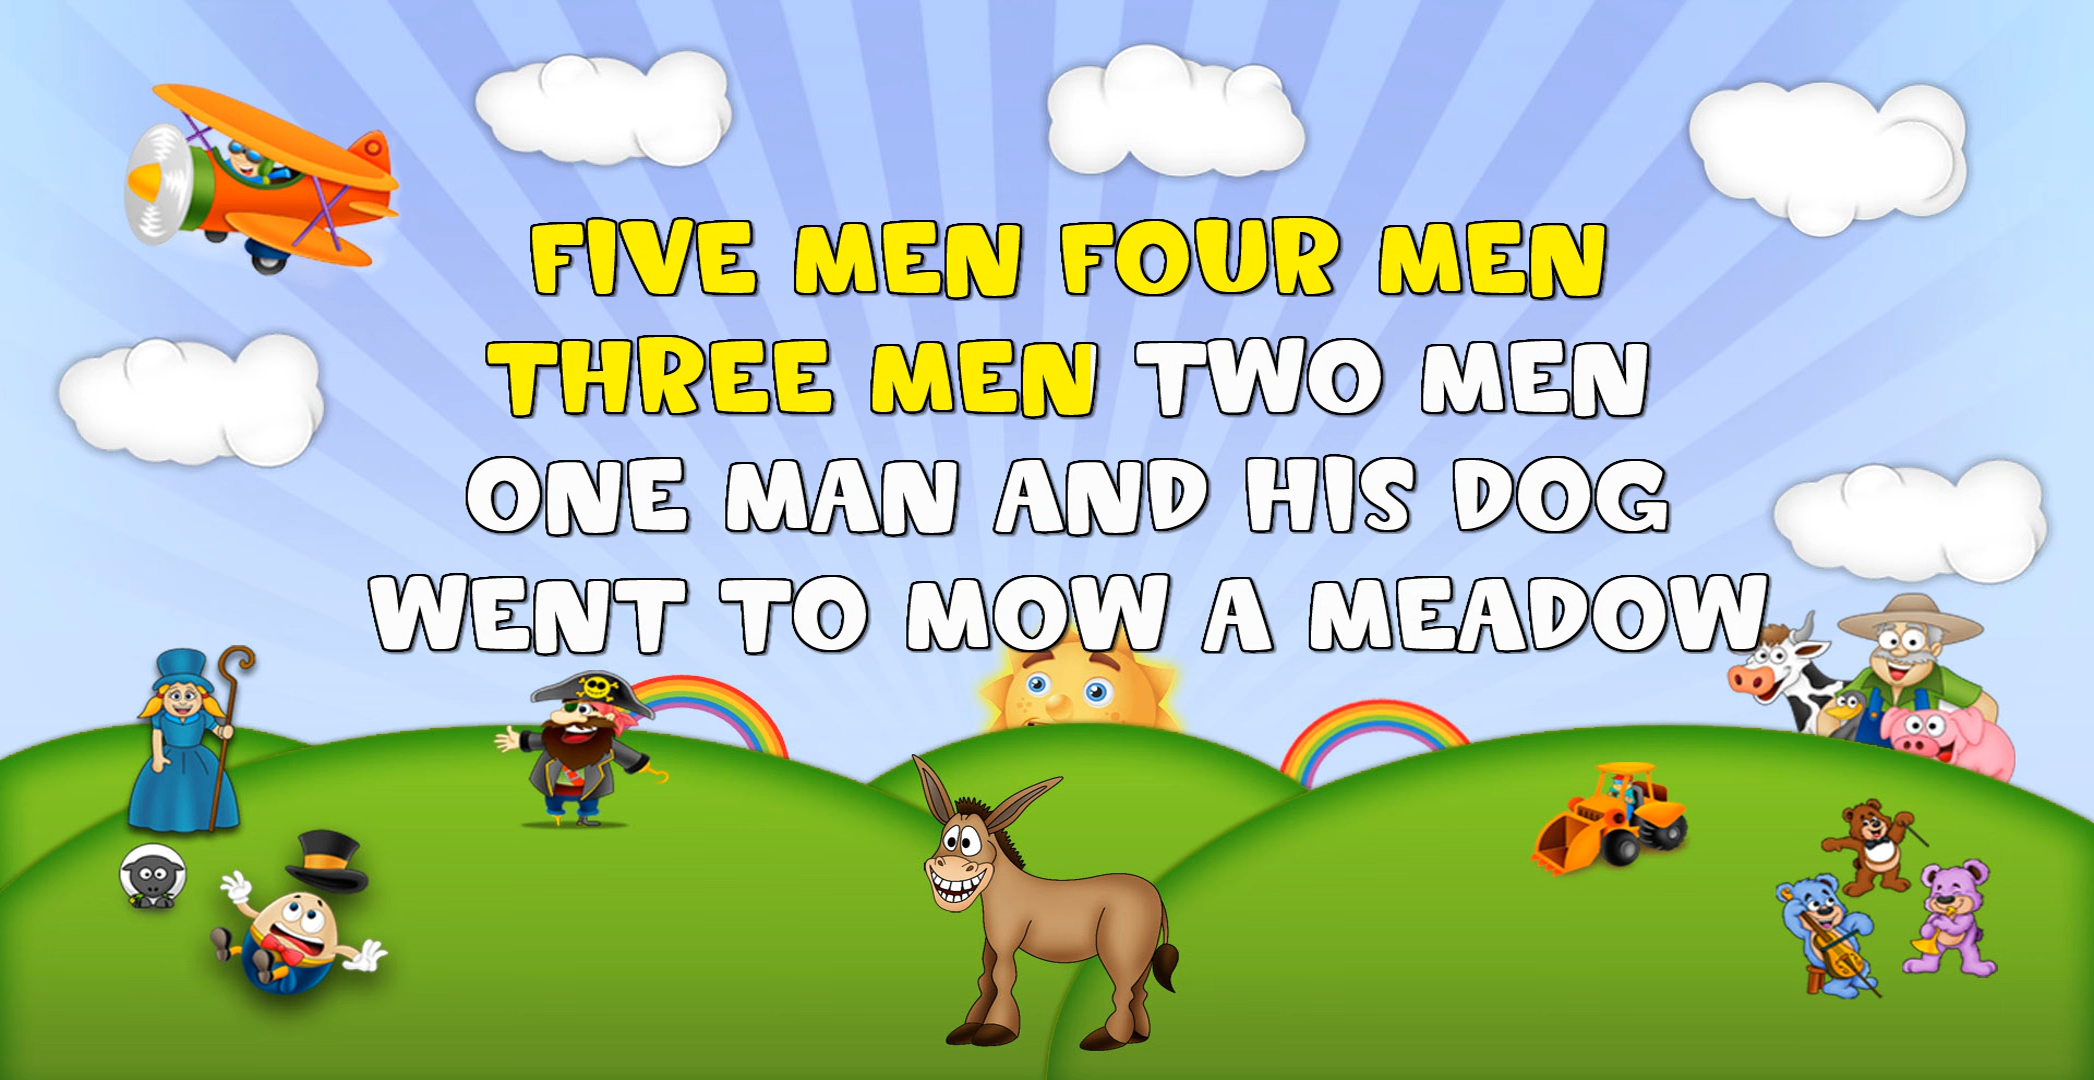 FIVE MEN FOUR MEN
THREE MEN TWO MEN
ONE MAN AND HIS DOG
WENT TO MOW A MEADOW